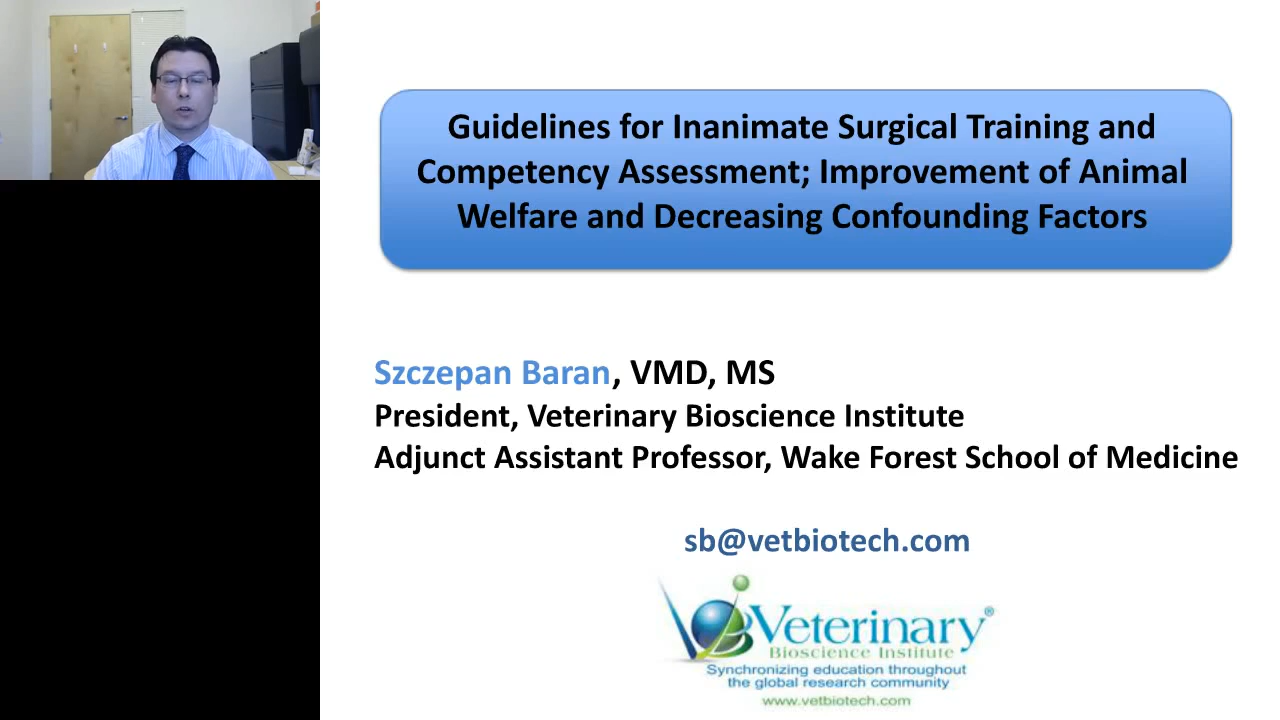 Guidelines for Inanimate Surgical Training and
Competency Assessment; Improvement of Animal
Welfare and Decreasing Confounding Factors
Szczepan Baran, VMD, MS
President, Veterinary Bioscience Institute
Adjunct Assistant Professor, Wake Forest School of Medicine
sb@vetbiotech.com
Veterinary®
Bioscience Institute
Synchronizing education throughout
the global research community
www.vetbiotech.com